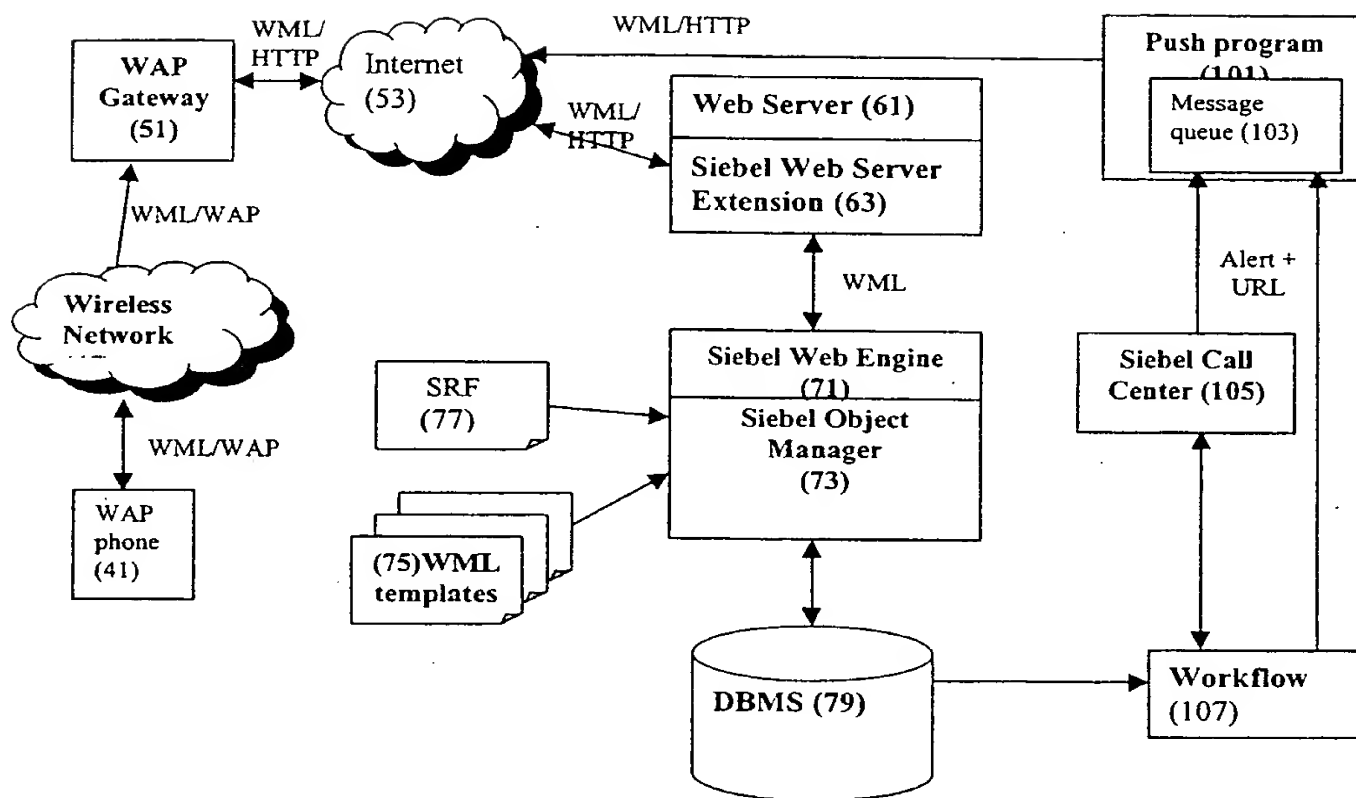 WML/
HTTP
WML/HTTP
WAP
Gateway
(51)
Internet
(53)
WML/
HTTP
Web Server (61)
Siebel Web Server
Extension (63)
Push program
(101)
Message
queue (103)
WML/WAP
Wireless
Network
WML
Alert +
URL
SRF
(77)
Siebel Web Engine
(71)
Siebel Object
Manager
(73)
Siebel Call
Center (105)
WML/WAP
WAP
phone
(41)
(75)WML
templates
DBMS (79)
Workflow
(107)